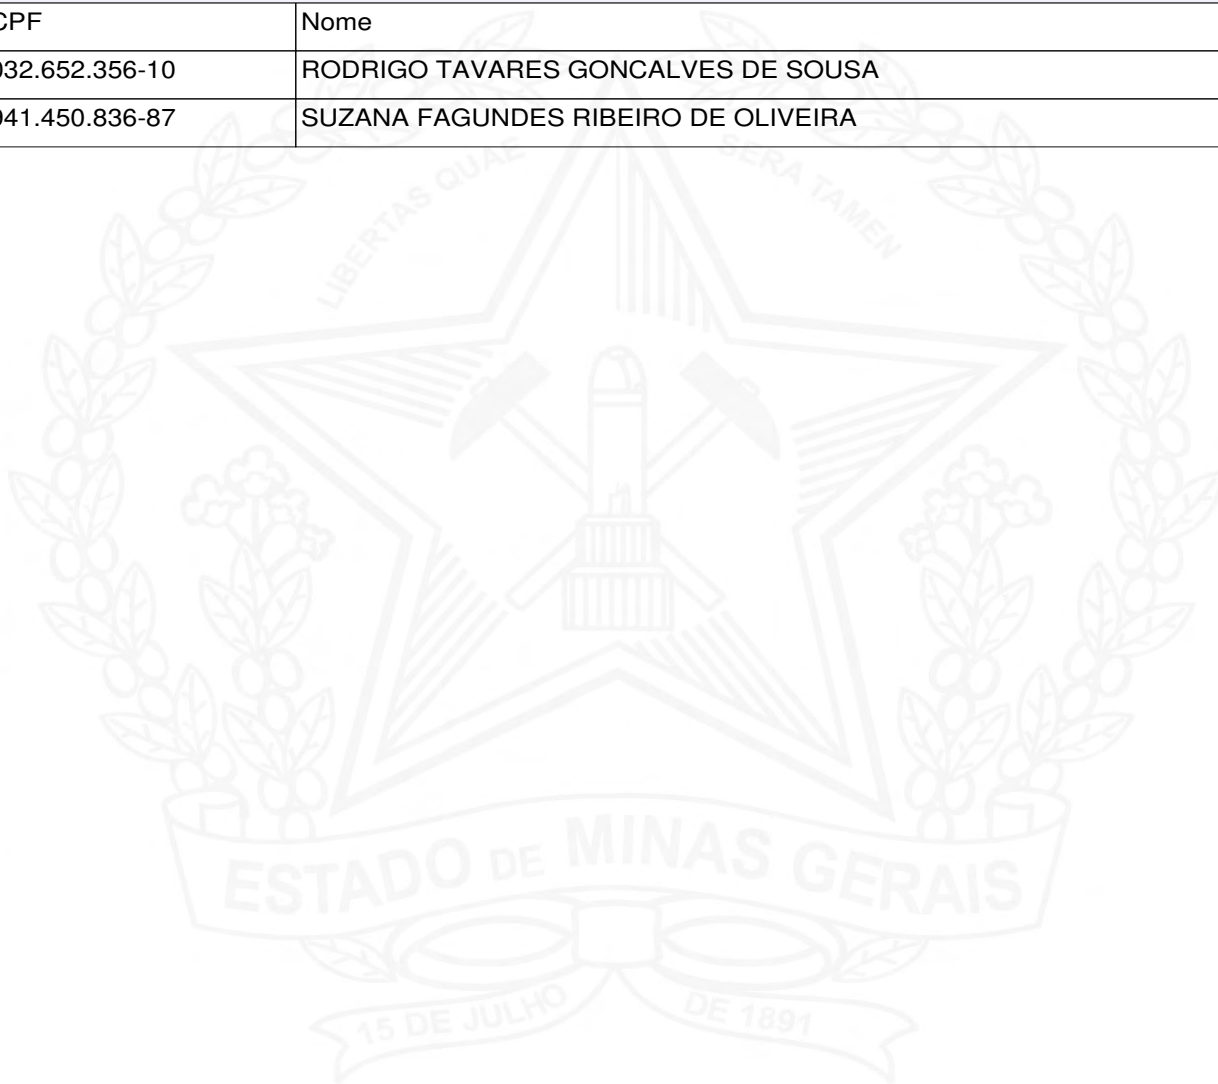 CPF Nome
032.652.356-10 RODRIGO TAVARES GONCALVES DE SOUSA
041.450.836-87 SUZANA FAGUNDES RIBEIRO DE OLIVEIRA
LIBERTAS QUAE SERA TAMEN
ESTADO DE MINAS GERAIS
15 DE JULHO DE 1891